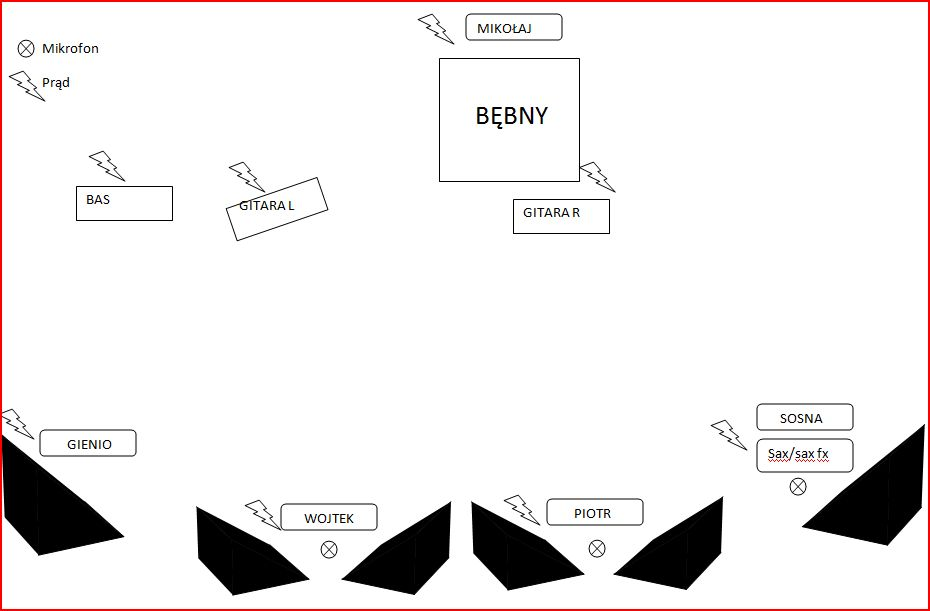 MIKOŁAJ
Mikrofon
Prąd
BĘBNY
BAS
GITARA L
GITARA R
GIENIO
SOSNA
Sax/sax fx
WOJTEK
PIOTR